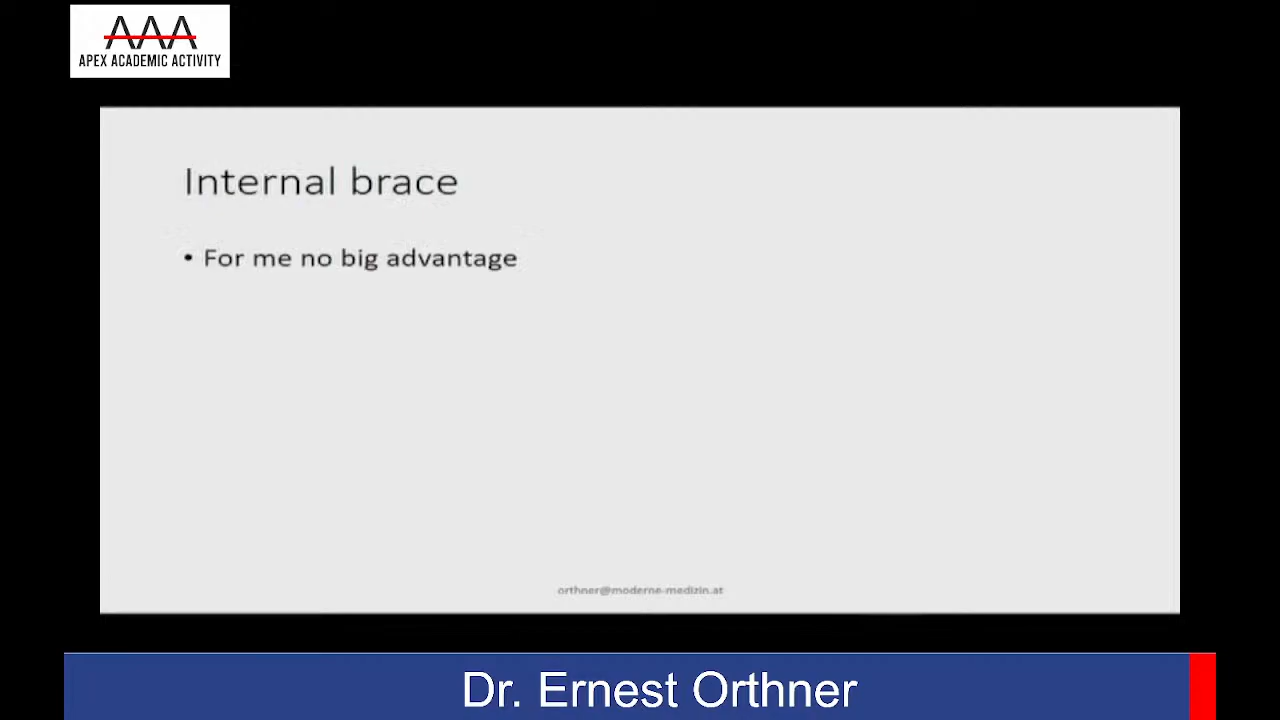 AAA
APEX ACADEMIC ACTIVITY
Internal brace
• For me no big advantage
orthner@moderne-medizin.at
Dr. Ernest Orthner